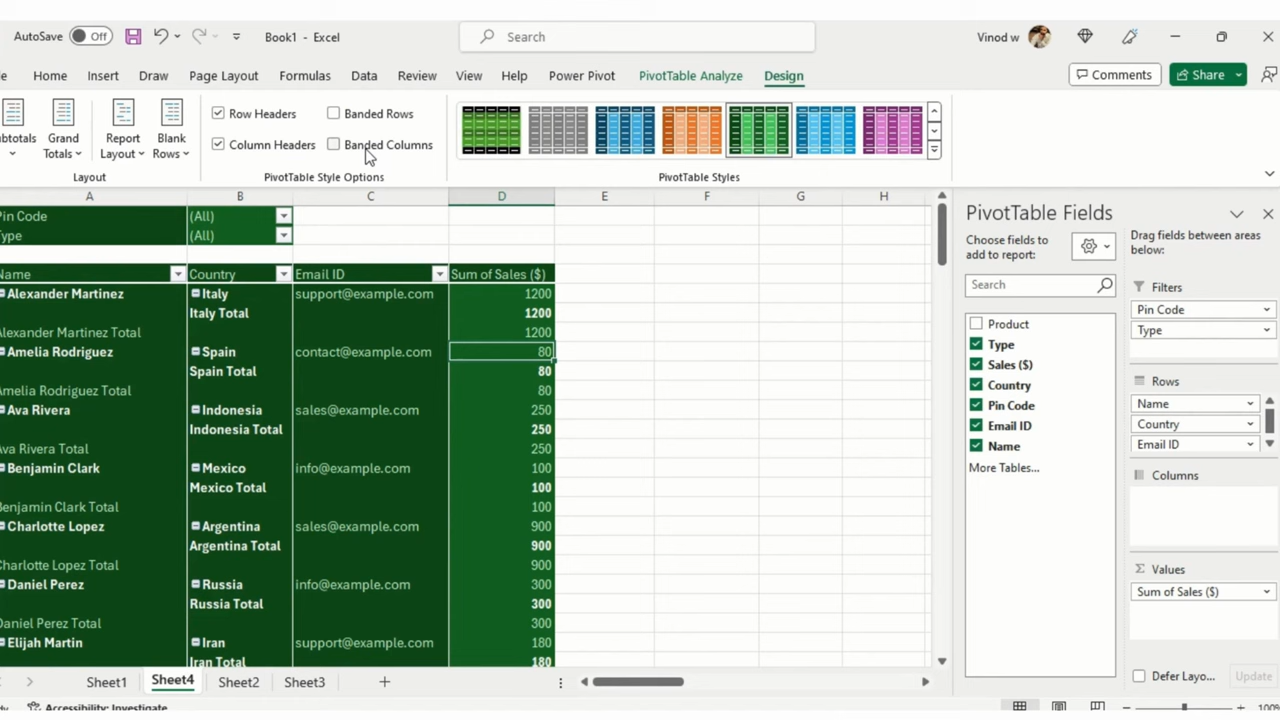 AutoSave Off Book1 - Excel Search Vinod w
Home Insert Draw Page Layout Formulas Data Review View Help Power Pivot PivotTable Analyze Design Comments Share
ubtotals
Grand Totals
Report Layout
Blank Rows
Layout
Row Headers Banded Rows
Column Headers Banded Columns
PivotTable Style Options
PivotTable Styles
A B C D E F G H
Pin Code (All)
Type (All)
Name Country Email ID Sum of Sales ($)
Alexander Martinez Italy support@example.com 1200
Italy Total 1200
Alexander Martinez Total 1200
Amelia Rodriguez Spain contact@example.com 80
Spain Total 80
Amelia Rodriguez Total 80
Ava Rivera Indonesia sales@example.com 250
Indonesia Total 250
Ava Rivera Total 250
Benjamin Clark Mexico info@example.com 100
Mexico Total 100
Benjamin Clark Total 100
Charlotte Lopez Argentina sales@example.com 900
Argentina Total 900
Charlotte Lopez Total 900
Daniel Perez Russia info@example.com 300
Russia Total 300
Daniel Perez Total 300
Elijah Martin Iran support@example.com 180
Iran Total 180
PivotTable Fields
Choose fields to
add to report:
Search
Product
Type
Sales ($)
Country
Pin Code
Email ID
Name
More Tables...
Drag fields between areas
below:
Filters
Pin Code
Type
Rows
Name
Country
Email ID
Columns
Σ Values
Sum of Sales ($)
Defer Layo... Update
Sheet1 Sheet4 Sheet2 Sheet3
Accessibility: Investigate 100%